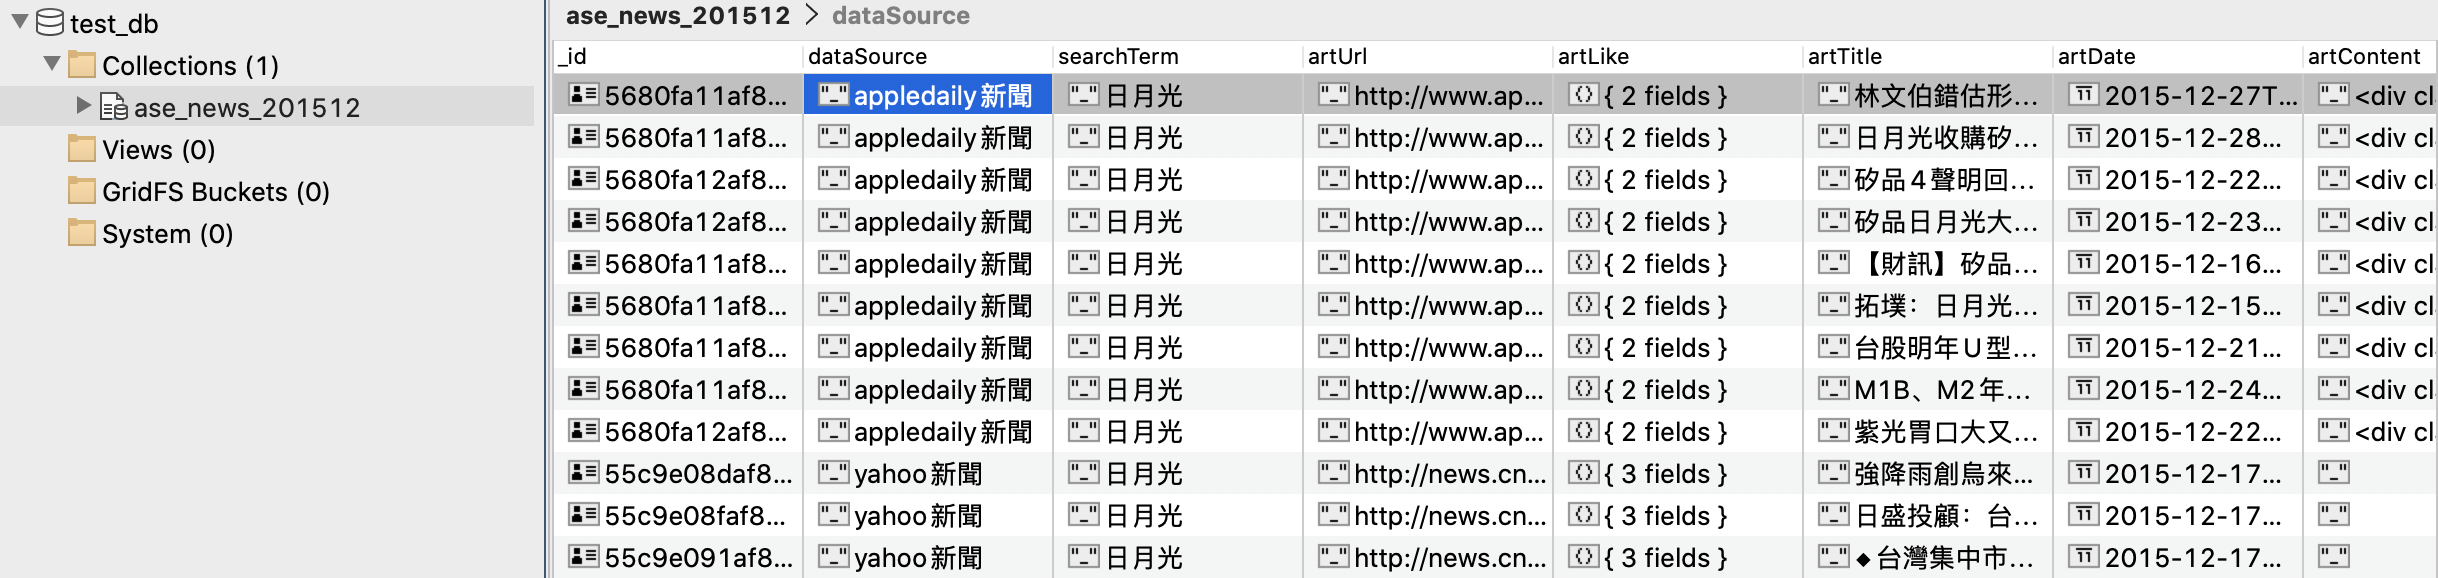 test_db
Collections (1)
ase_news_201512
Views (0)
GridFS Buckets (0)
System (0)
ase_news_201512 > dataSource
_id dataSource searchTerm artUrl artLike artTitle artDate artContent
5680fa11af8... appledaily新聞 日月光 http://www.ap... { 2 fields } 林文伯錯估形... 2015-12-27T... <div cl
5680fa11af8... appledaily新聞 日月光 http://www.ap... { 2 fields } 日月光收購矽... 2015-12-28... <div cl
5680fa12af8... appledaily新聞 日月光 http://www.ap... { 2 fields } 矽品4聲明回... 2015-12-22... <div cl
5680fa12af8... appledaily新聞 日月光 http://www.ap... { 2 fields } 矽品日月光大... 2015-12-23... <div cl
5680fa11af8... appledaily新聞 日月光 http://www.ap... { 2 fields } 【財訊】矽品... 2015-12-16... <div cl
5680fa11af8... appledaily新聞 日月光 http://www.ap... { 2 fields } 拓墣：日月光... 2015-12-15... <div cl
5680fa11af8... appledaily新聞 日月光 http://www.ap... { 2 fields } 台股明年U型... 2015-12-21... <div cl
5680fa11af8... appledaily新聞 日月光 http://www.ap... { 2 fields } M1B、M2年... 2015-12-24... <div cl
5680fa12af8... appledaily新聞 日月光 http://www.ap... { 2 fields } 紫光胃口大又... 2015-12-22... <div cl
55c9e08daf8... yahoo新聞 日月光 http://news.cn... { 3 fields } 強降雨創烏來... 2015-12-17...
55c9e08faf8... yahoo新聞 日月光 http://news.cn... { 3 fields } 日盛投顧：台... 2015-12-17...
55c9e091af8... yahoo新聞 日月光 http://news.cn... { 3 fields } ◆台灣集中市... 2015-12-17...